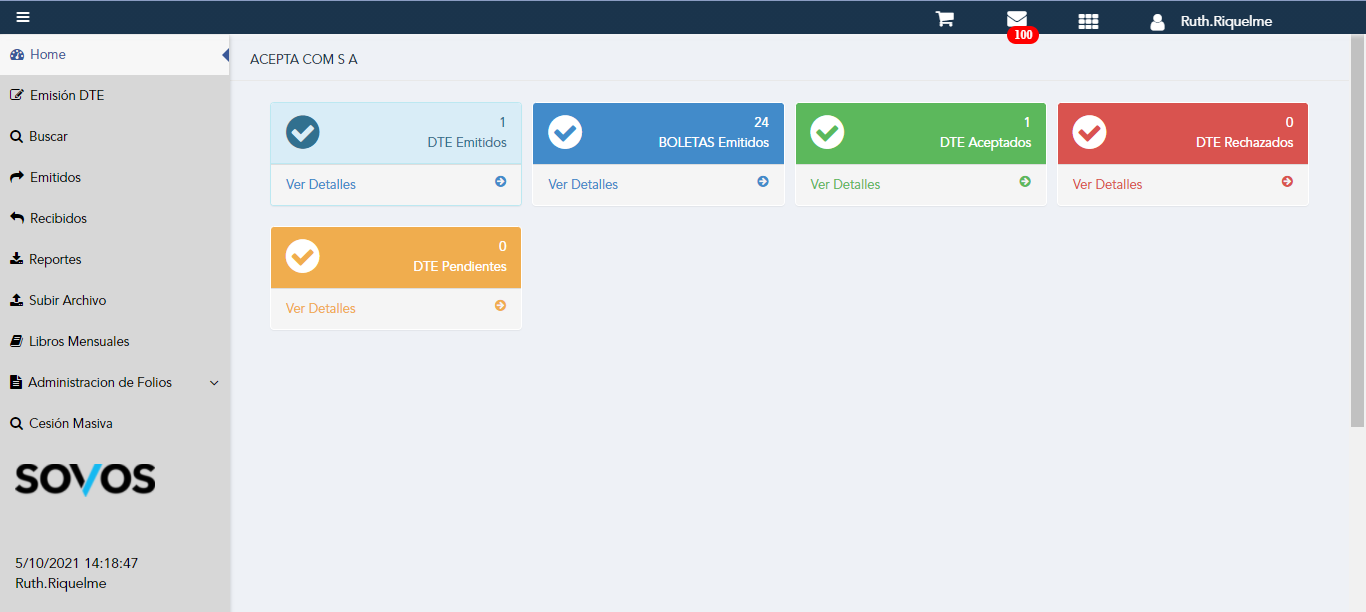 100
Ruth.Riquelme
Home
Emisión DTE
Buscar
Emitidos
Recibidos
Reportes
Subir Archivo
Libros Mensuales
Administracion de Folios
Cesión Masiva
SOVOS
5/10/2021 14:18:47
Ruth.Riquelme
ACEPTA COM S A
1
DTE Emitidos
Ver Detalles
24
BOLETAS Emitidos
Ver Detalles
1
DTE Aceptados
Ver Detalles
0
DTE Rechazados
Ver Detalles
0
DTE Pendientes
Ver Detalles